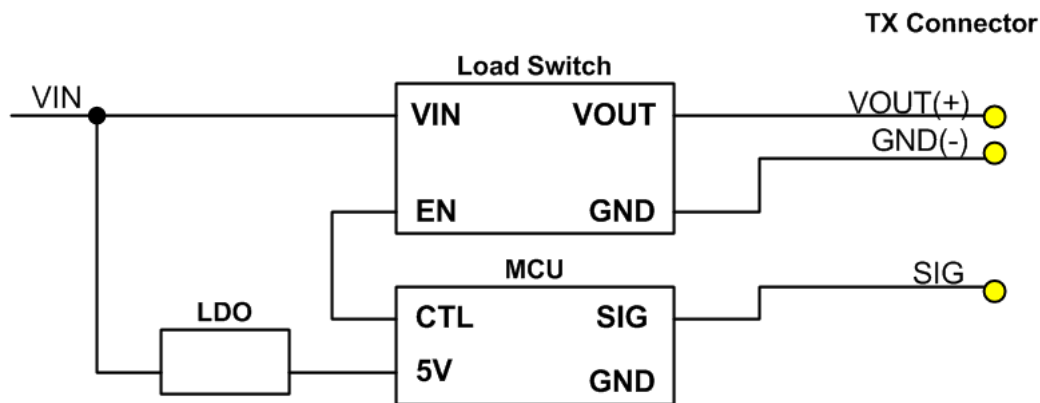 TX Connector
Load Switch
VIN
VIN VOUT
VOUT(+)
GND(-)
EN GND
MCU
SIG
LDO
CTL SIG
5V
GND